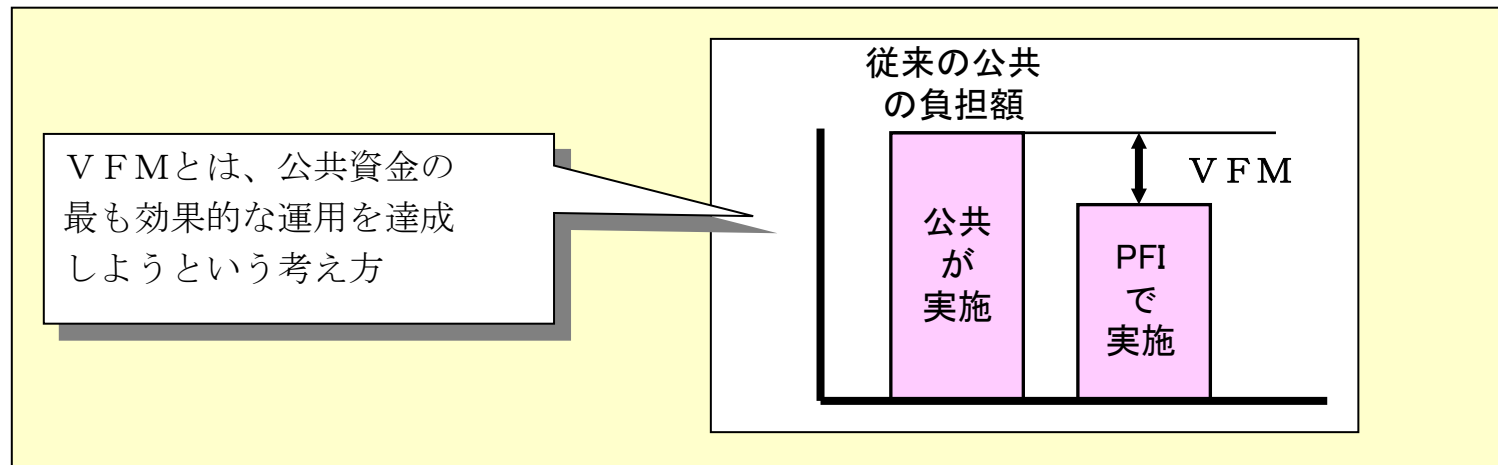 ＶＦＭとは、公共資金の
最も効果的な運用を達成
しようという考え方
従来の公共
の負担額
公共
が
実施
PFI
で
実施
ＶＦＭ